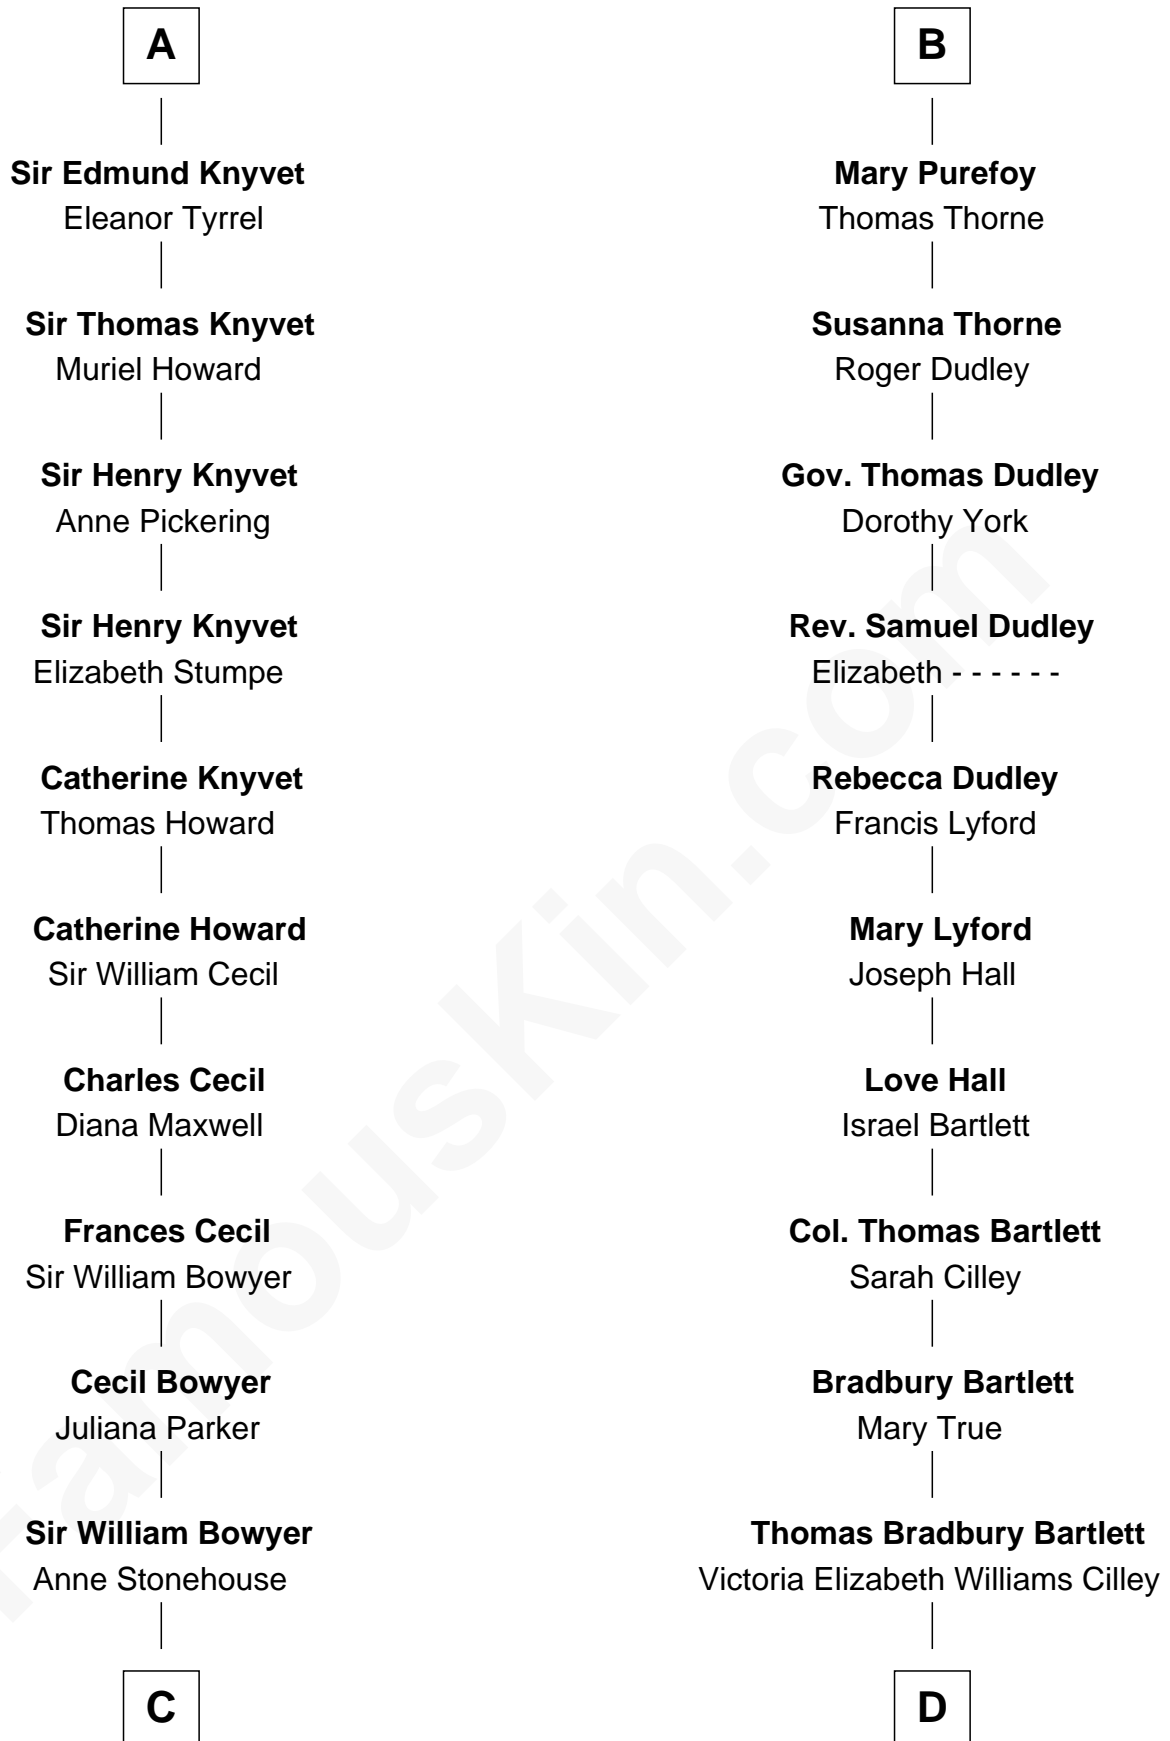 A
Sir Edmund Knyvet
Eleanor Tyrrel
Sir Thomas Knyvet
Muriel Howard
Sir Henry Knyvet
Anne Pickering
Sir Henry Knyvet
Elizabeth Stumpe
Catherine Knyvet
Thomas Howard
Catherine Howard
Sir William Cecil
Charles Cecil
Diana Maxwell
Frances Cecil
Sir William Bowyer
Cecil Bowyer
Juliana Parker
Sir William Bowyer
Anne Stonehouse
C
B
Mary Purefoy
Thomas Thorne
Susanna Thorne
Roger Dudley
Gov. Thomas Dudley
Dorothy York
Rev. Samuel Dudley
Elizabeth - - - - - -
Rebecca Dudley
Francis Lyford
Mary Lyford
Joseph Hall
Love Hall
Israel Bartlett
Col. Thomas Bartlett
Sarah Cilley
Bradbury Bartlett
Mary True
Thomas Bradbury Bartlett
Victoria Elizabeth Williams Cilley
D
FamousKin.com